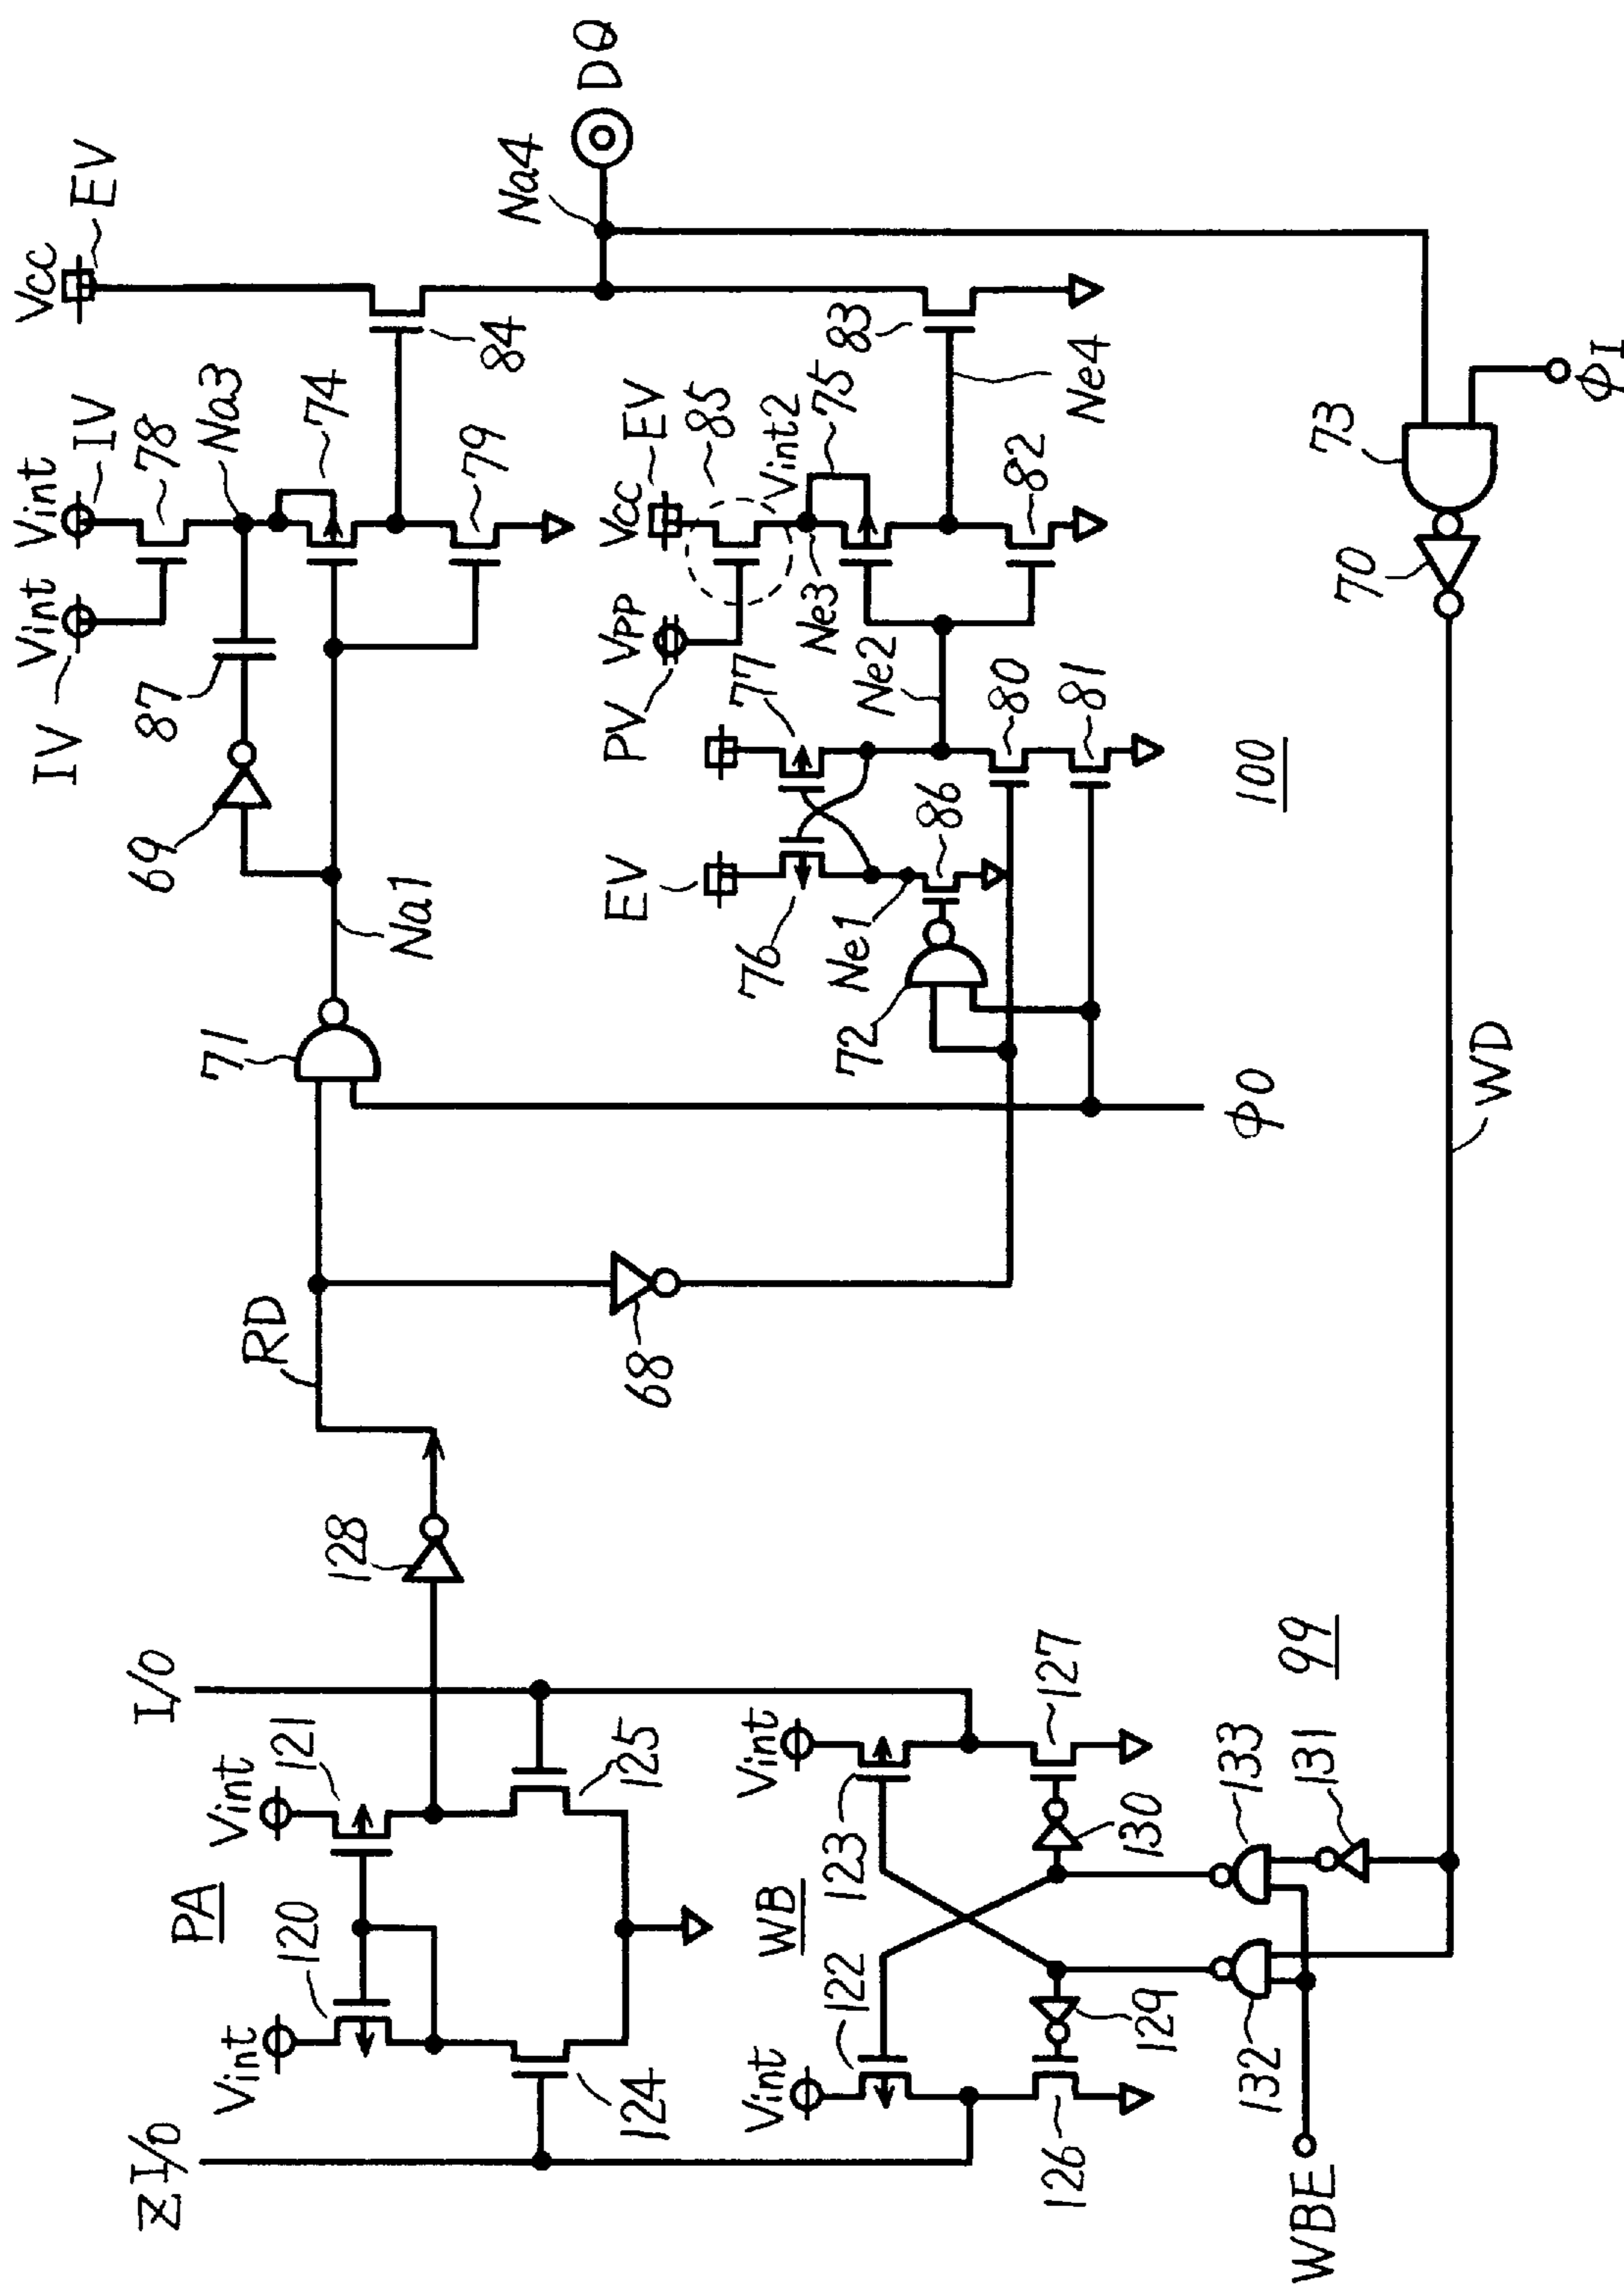 zI/O
I/O
Vint
Vint
PA
120
121
124
125
128
RD
68
71
Na1
69
87
IV
Vint
Vint
IV
78
Na3
74
79
Vcc
EV
84
Na4
DQ
EV
76
Ne1
72
77
86
PV
VPP
Vcc
EV
85
Vint2
Ne3
75
Ne2
80
81
82
83
Ne4
100
φO
Vint
Vint
WB
122
123
126
127
129
130
99
132
133
131
WBE
WD
70
73
φI